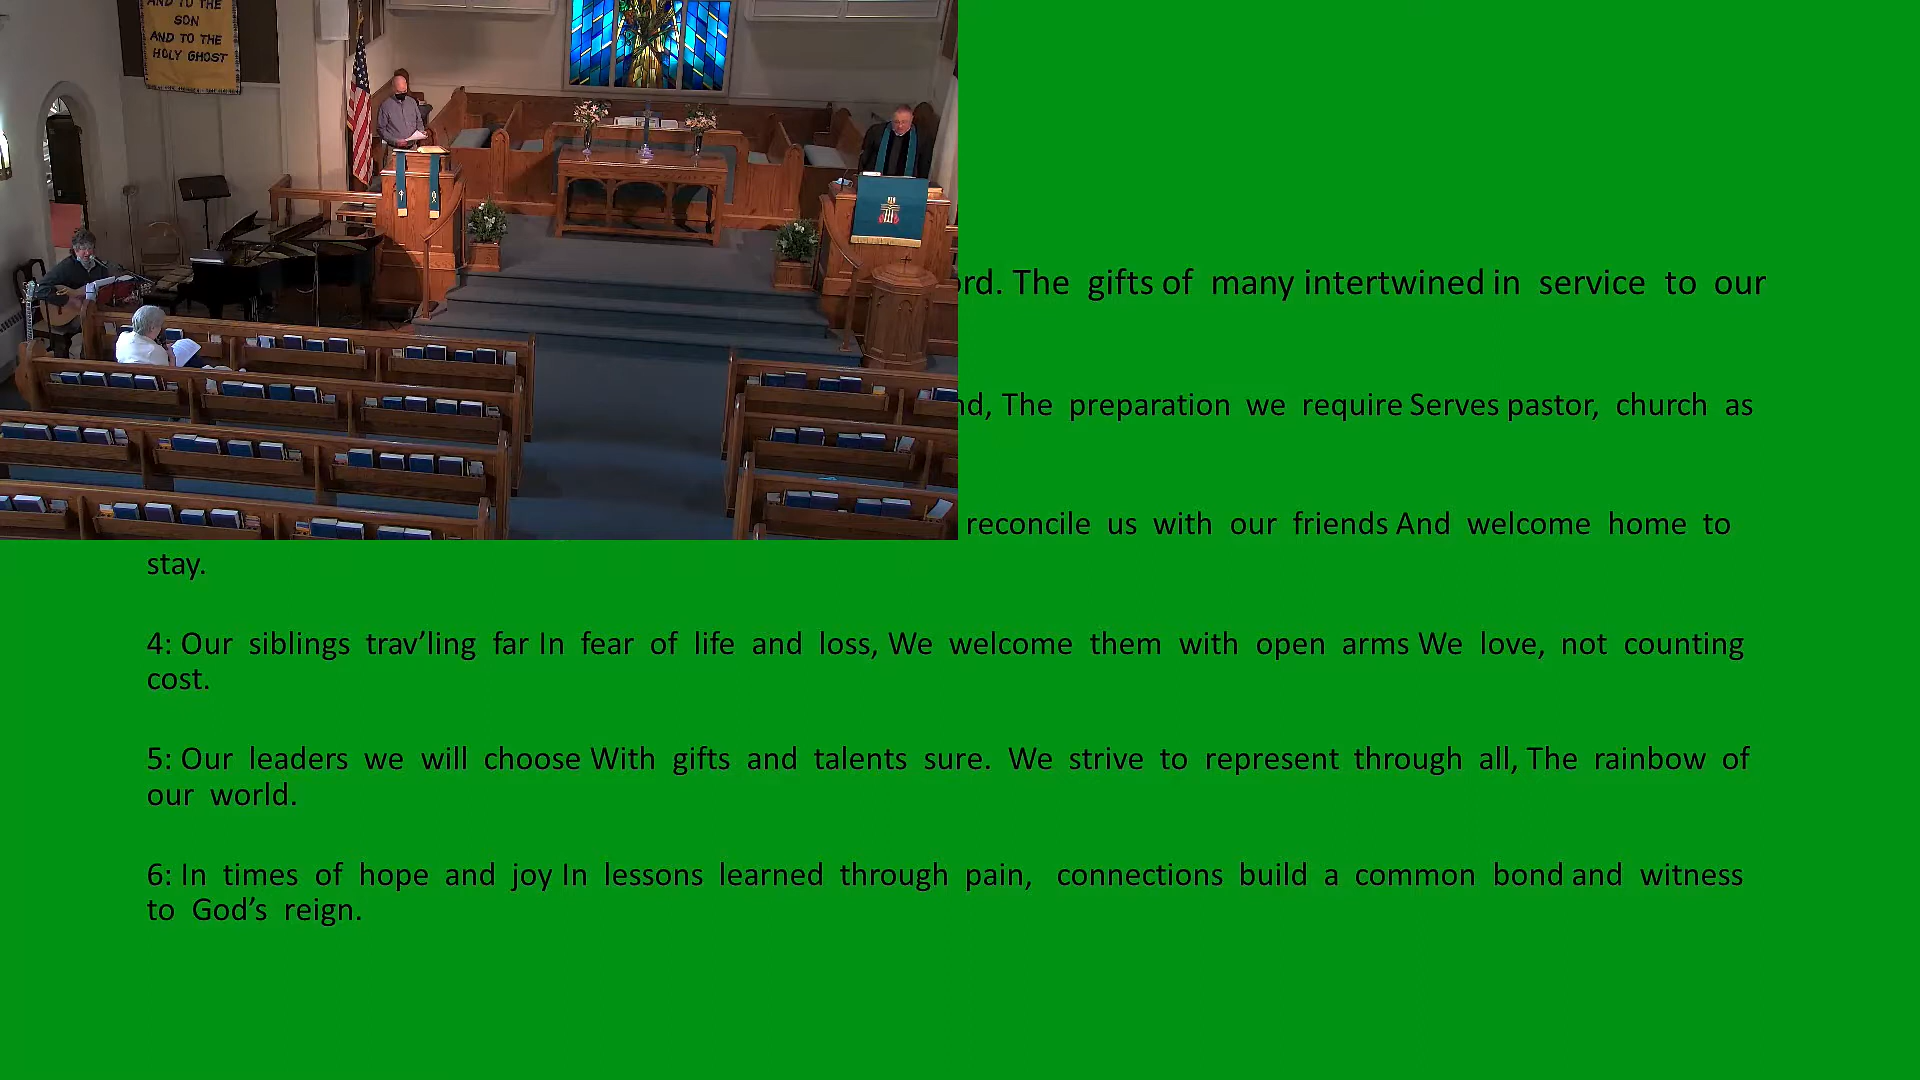 AND TO THE
SON
AND TO THE
HOLY GHOST
The gifts of many intertwined in service to our
The preparation we require Serves pastor, church as
reconcile us with our friends And welcome home to
stay.
4: Our siblings trav’ling far In fear of life and loss, We welcome them with open arms We love, not counting
cost.
5: Our leaders we will choose With gifts and talents sure. We strive to represent through all, The rainbow of
our world.
6: In times of hope and joy In lessons learned through pain, connections build a common bond and witness
to God’s reign.